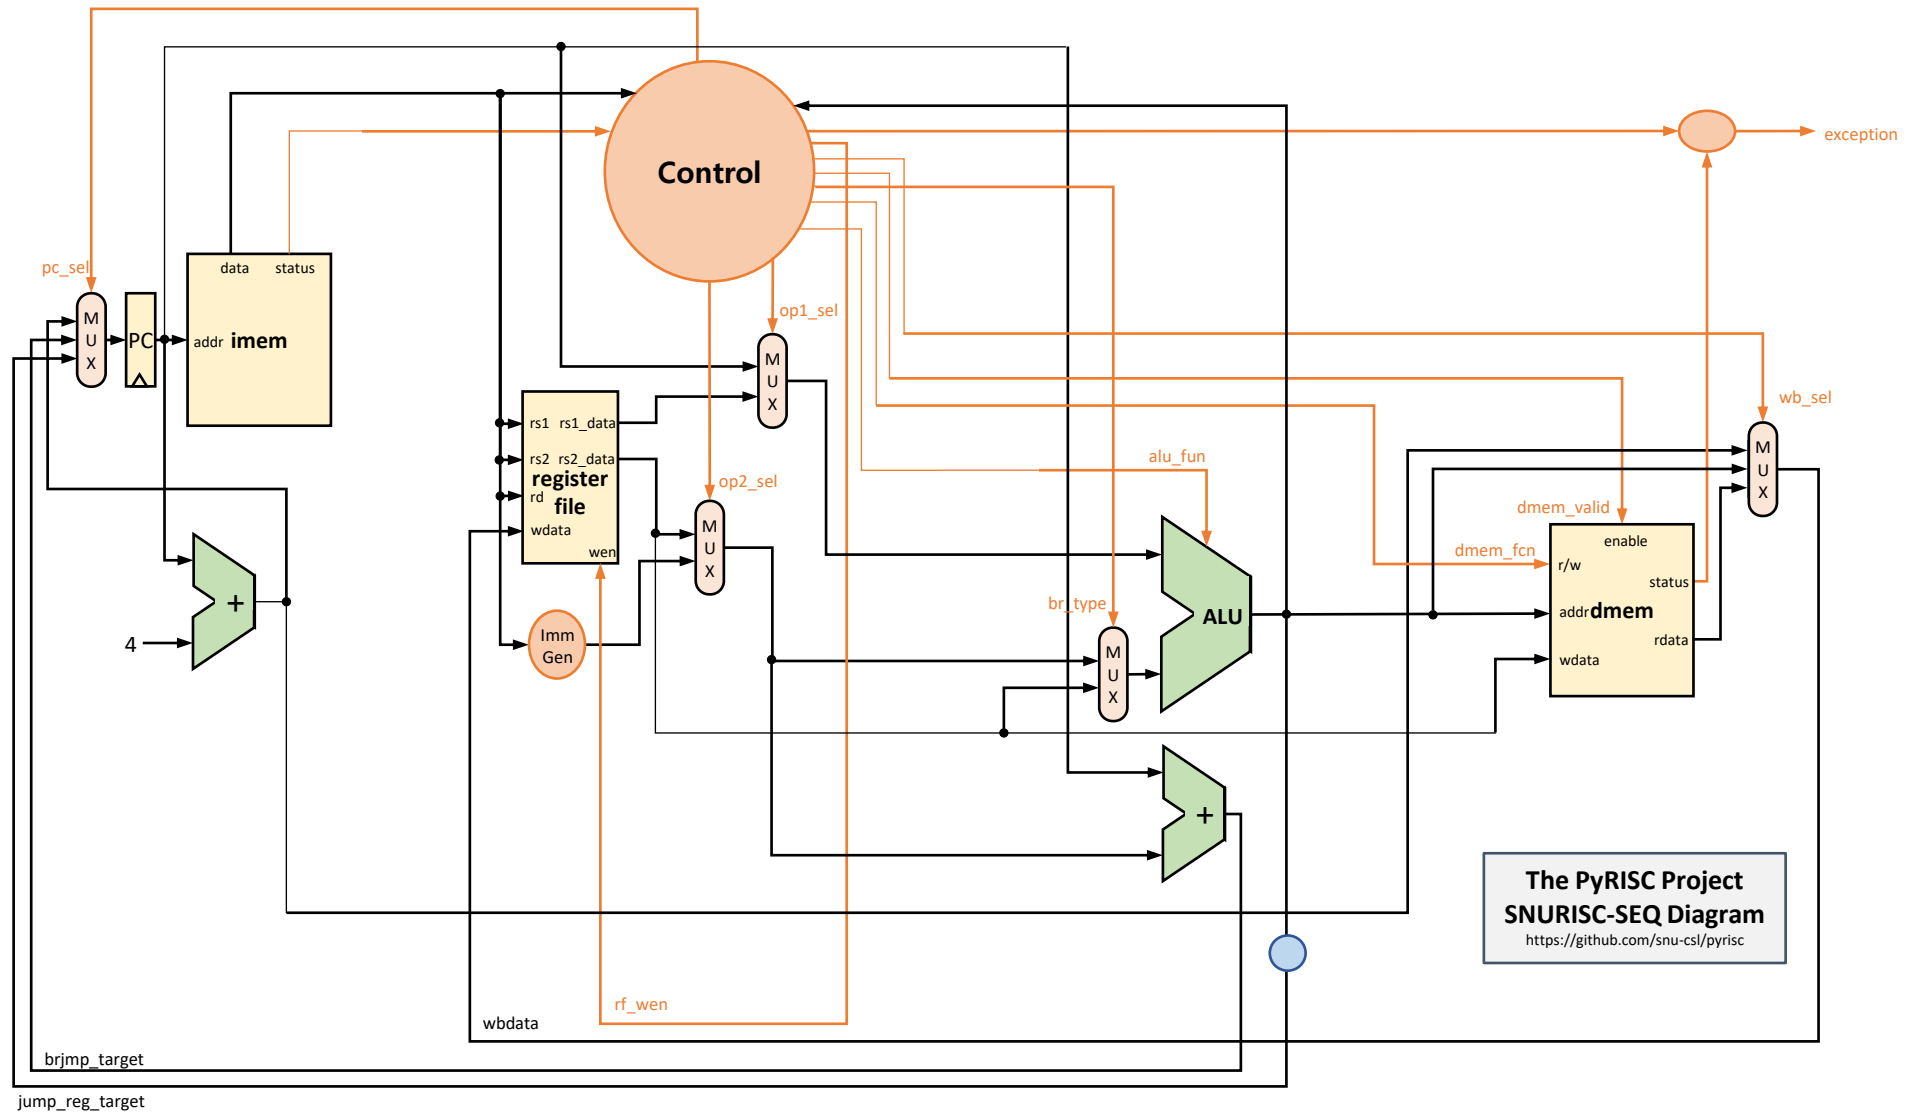 Control
exception
pc_sel
data
status
M
U
X
PC
addr
imem
op1_sel
M
U
X
wb_sel
M
U
X
rs1
rs1_data
rs2
rs2_data
register
file
rd
wdata
wen
op2_sel
M
U
X
alu_fun
dmem_valid
enable
dmem_fcn
r/w
status
addr
dmem
rdata
wdata
br_type
M
U
X
ALU
+
4
Imm
Gen
+
The PyRISC Project
SNURISC-SEQ Diagram
https://github.com/snu-csl/pyrisc
rf_wen
wbdata
brjmp_target
jump_reg_target